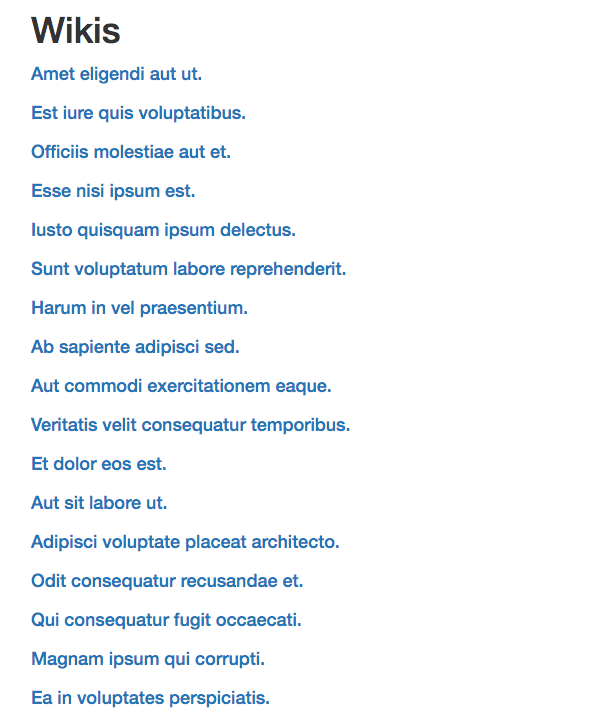 Wikis
Amet eligendi aut ut.
Est iure quis voluptatibus.
Officiis molestiae aut et.
Esse nisi ipsum est.
Iusto quisquam ipsum delectus.
Sunt voluptatum labore reprehenderit.
Harum in vel praesentium.
Ab sapiente adipisci sed.
Aut commodi exercitationem eaque.
Veritatis velit consequatur temporibus.
Et dolor eos est.
Aut sit labore ut.
Adipisci voluptate placeat architecto.
Odit consequatur recusandae et.
Qui consequatur fugit occaecati.
Magnam ipsum qui corrupti.
Ea in voluptates perspiciatis.